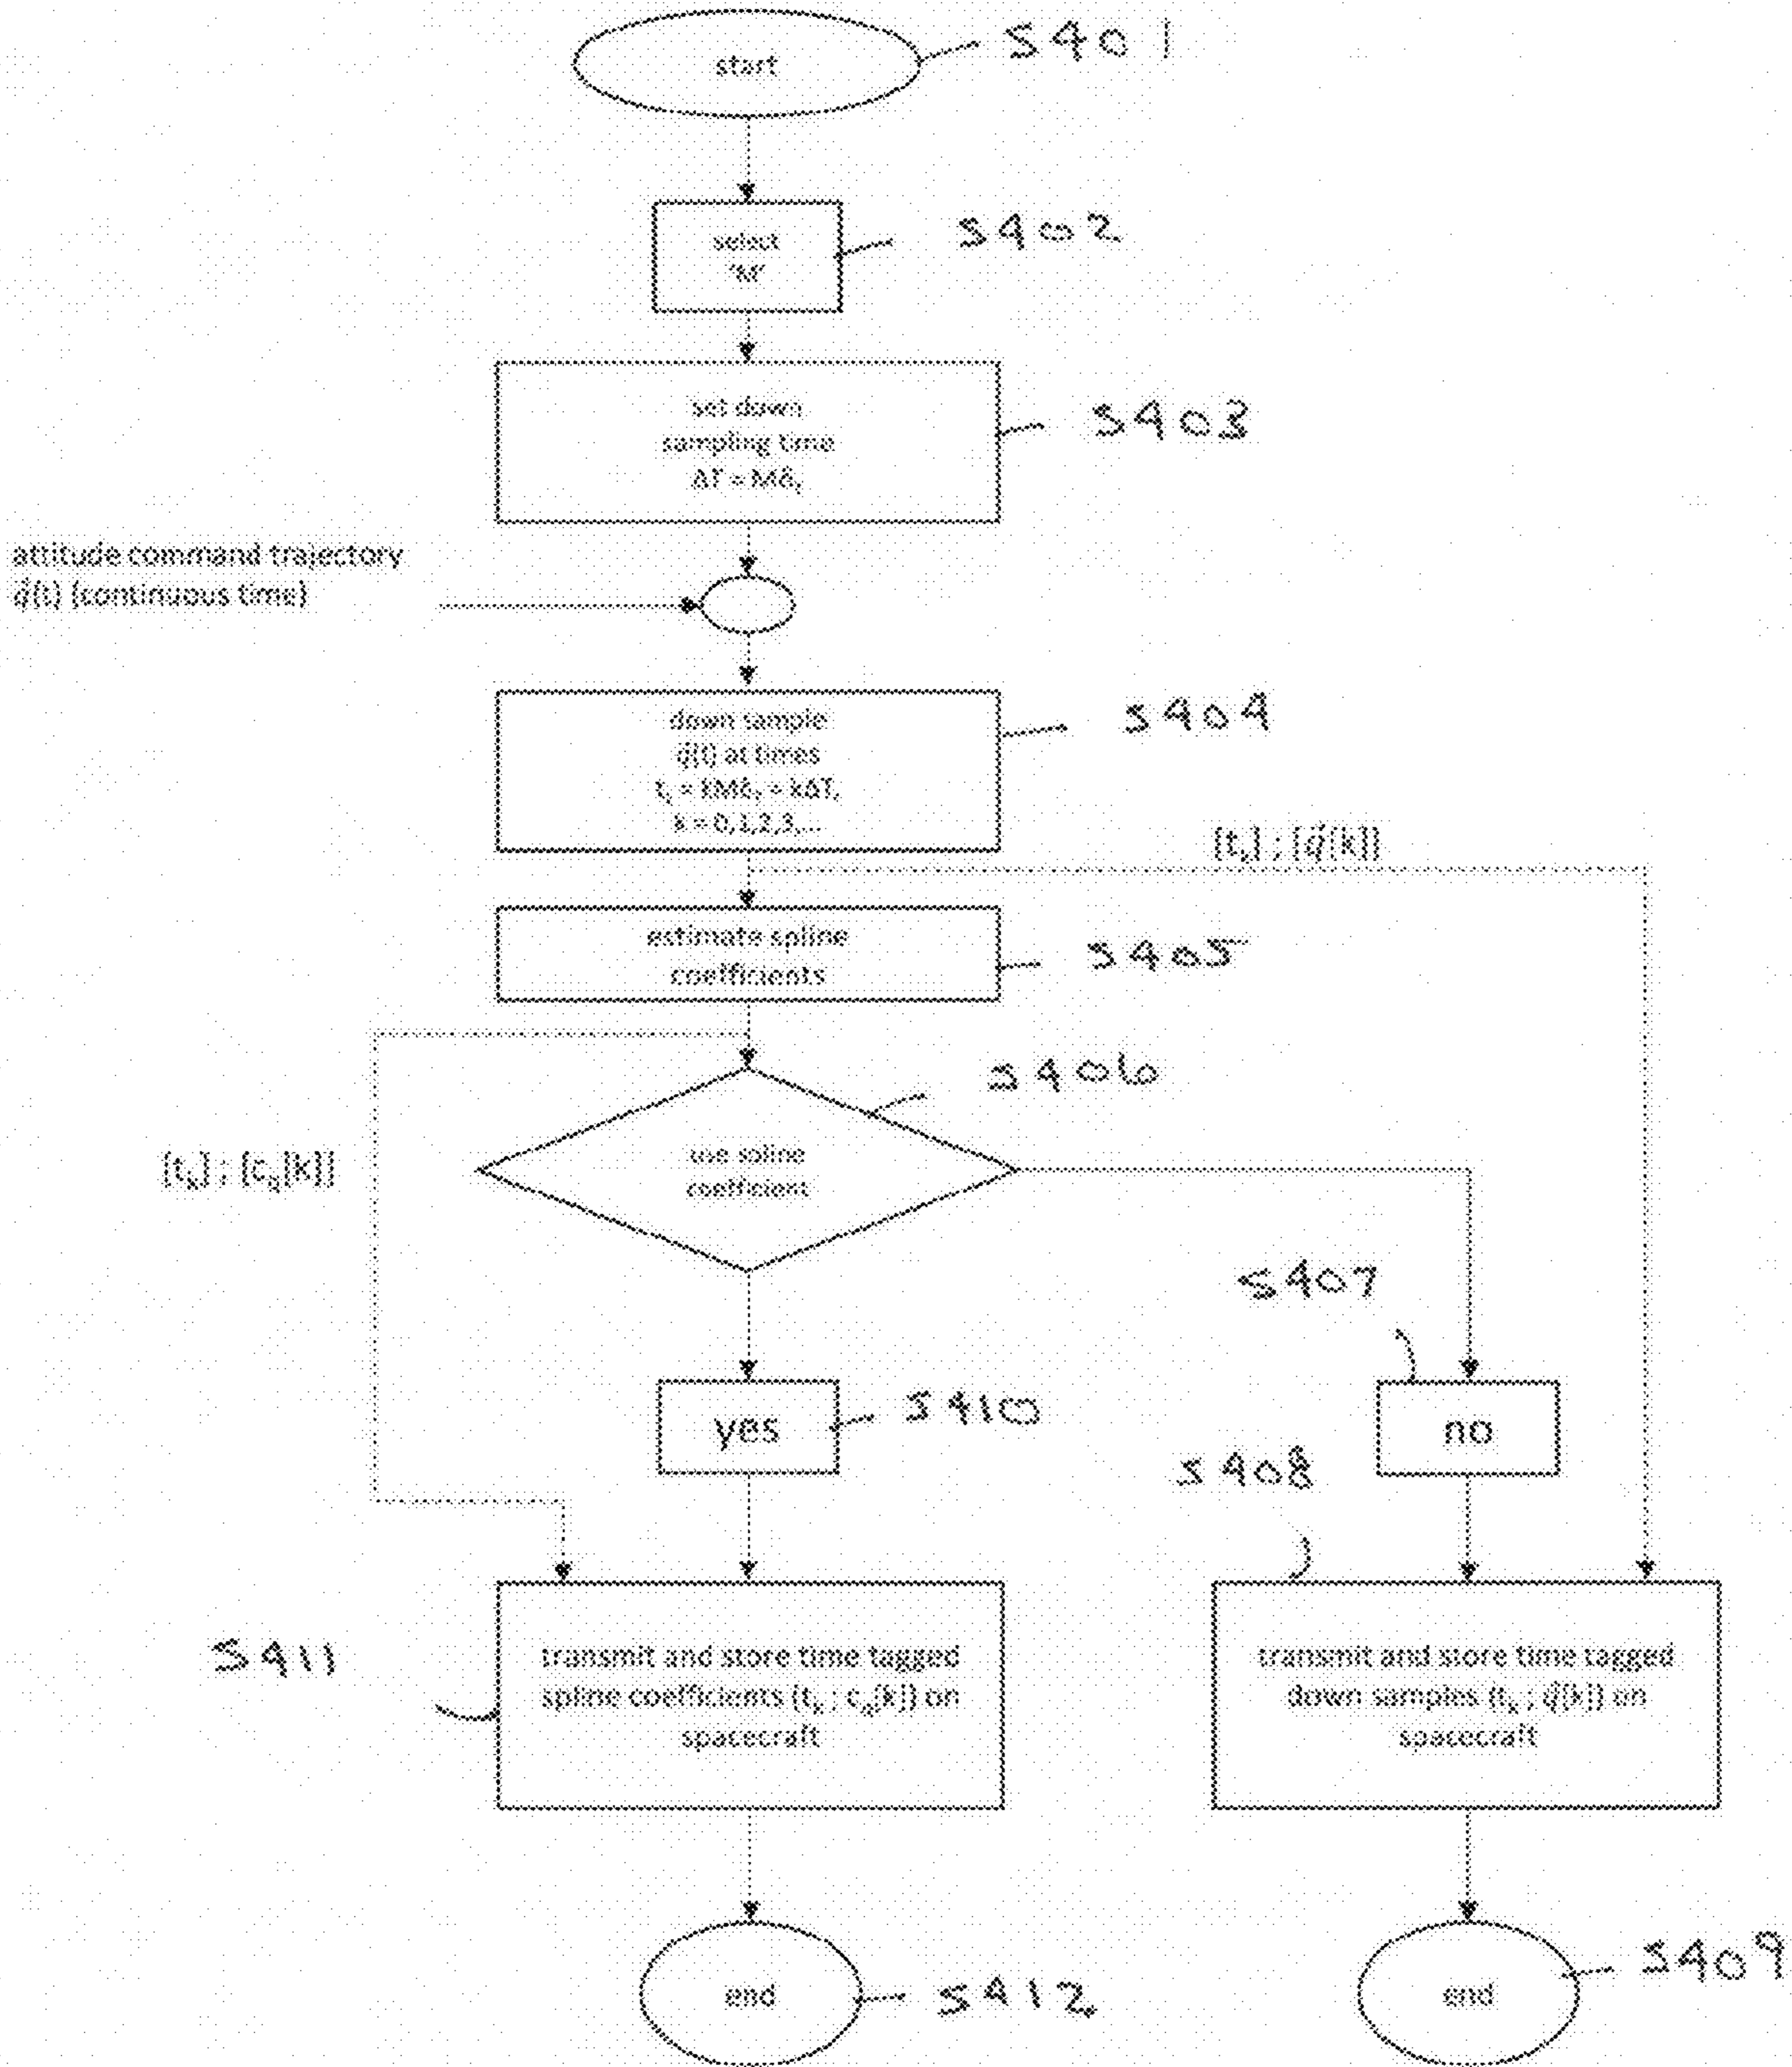 start
S401
select
'M'
S402
set down
sampling time
ΔT = Mδₜ
S403
attitude command trajectory
q⃗(t) (continuous time)
down sample
q⃗(t) at times
tₖ = kMδₜ = kΔT,
k = 0,1,2,3,...
S404
[tₖ] ; [q⃗[k]]
estimate spline
coefficients
S405
S406
use spline
coefficient
[tₖ] ; [c_q[k]]
S407
yes
S410
no
S408
transmit and store time tagged
spline coefficients (tₖ ; c_q[k]) on
spacecraft
S411
transmit and store time tagged
down samples (tₖ ; q⃗[k]) on
spacecraft
end
S412
end
S409